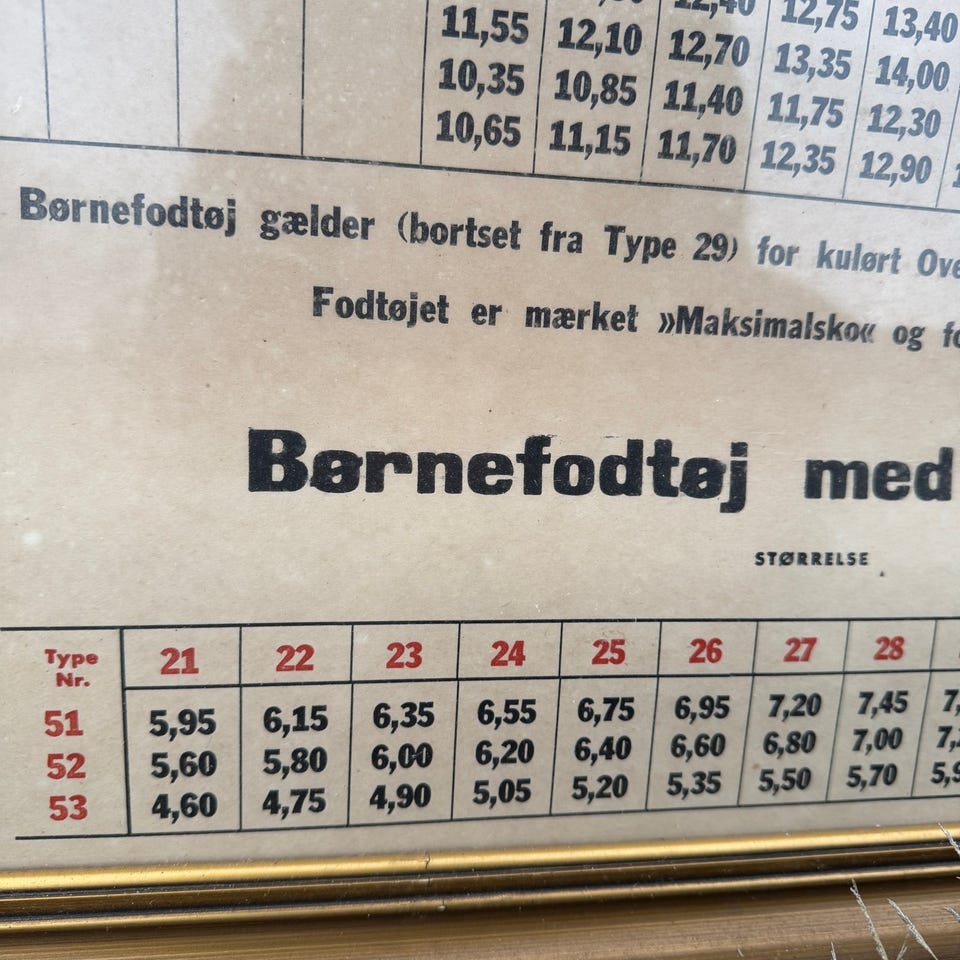 12,75 13,40
11,55 12,10 12,70 13,35 14,00
10,35 10,85 11,40 11,75 12,30
10,65 11,15 11,70 12,35 12,90
Børnefodtøj gælder (bortset fra Type 29) for kulørt
Fodtøjet er mærket »Maksimalsko« og
Børnefodtøj med
STØRRELSE
Type Nr. 21 22 23 24 25 26 27 28
51 5,95 6,15 6,35 6,55 6,75 6,95 7,20 7,45
52 5,60 5,80 6,00 6,20 6,40 6,60 6,80 7,00
53 4,60 4,75 4,90 5,05 5,20 5,35 5,50 5,70